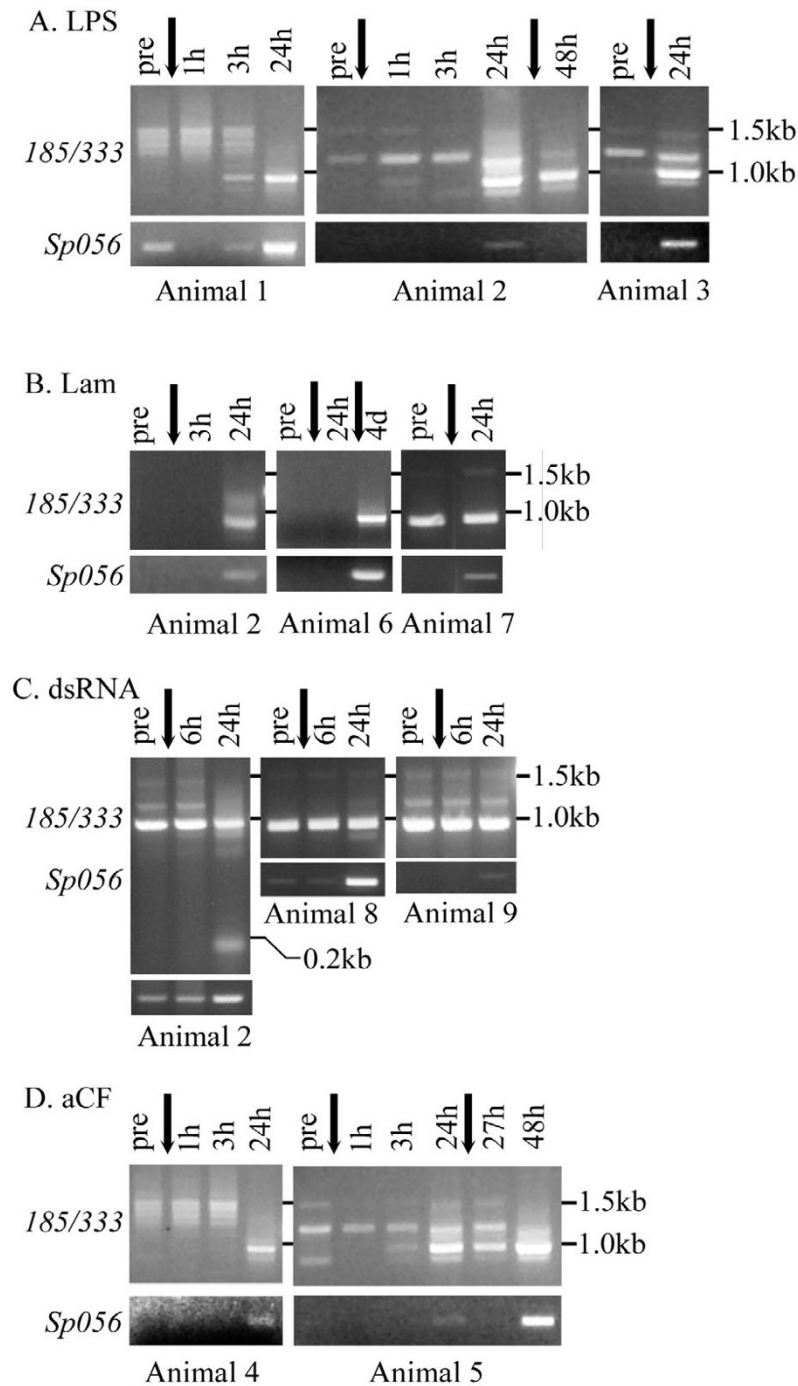 A. LPS
pre 1h 3h 24h pre 1h 3h 24h 48h pre 24h
185/333 1.5kb
1.0kb
Sp056
Animal 1 Animal 2 Animal 3
B. Lam
pre 3h 24h pre 24h 4d pre 24h
185/333 1.5kb
1.0kb
Sp056
Animal 2 Animal 6 Animal 7
C. dsRNA
pre 6h 24h pre 6h 24h pre 6h 24h
1.5kb
185/333 1.0kb
Sp056
Animal 8 Animal 9
0.2kb
Animal 2
D. aCF
pre 1h 3h 24h pre 1h 3h 24h 27h 48h
185/333 1.5kb
1.0kb
Sp056
Animal 4 Animal 5